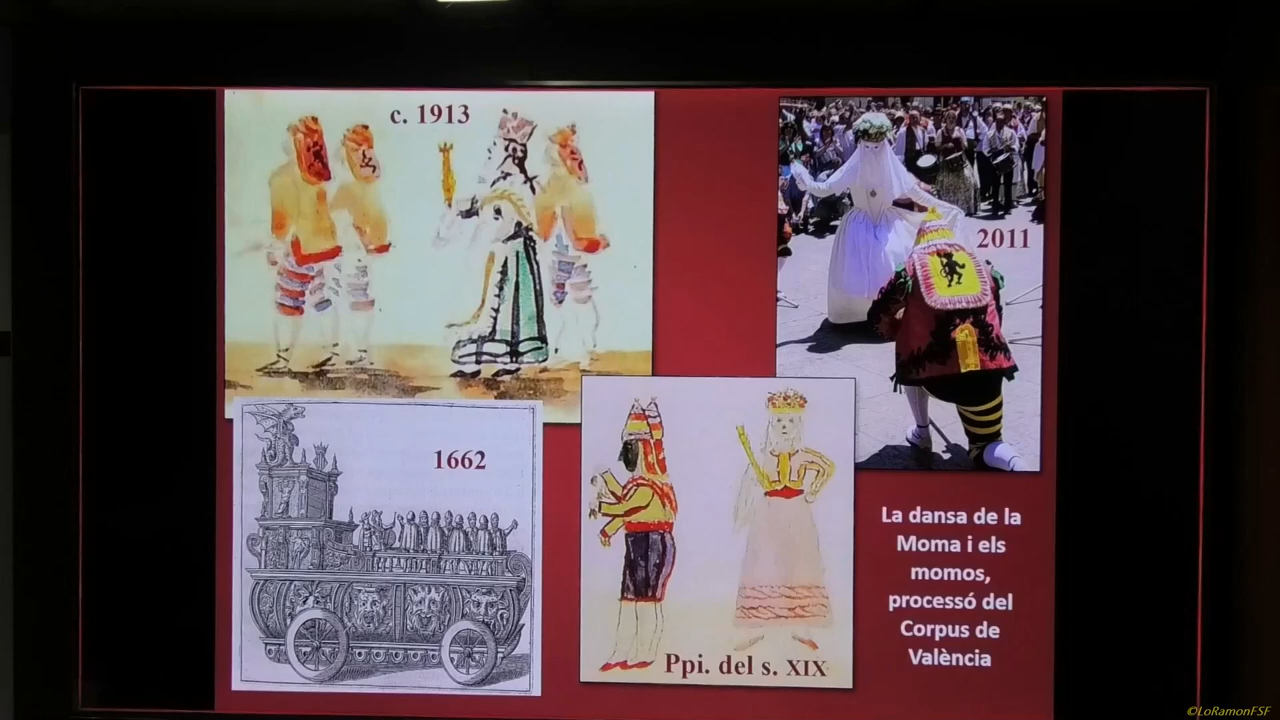 c. 1913
2011
1662
La dansa de la
Moma i els
momos,
processó del
Corpus de
València
Ppi. del s. XIX
©LoRamonFSF